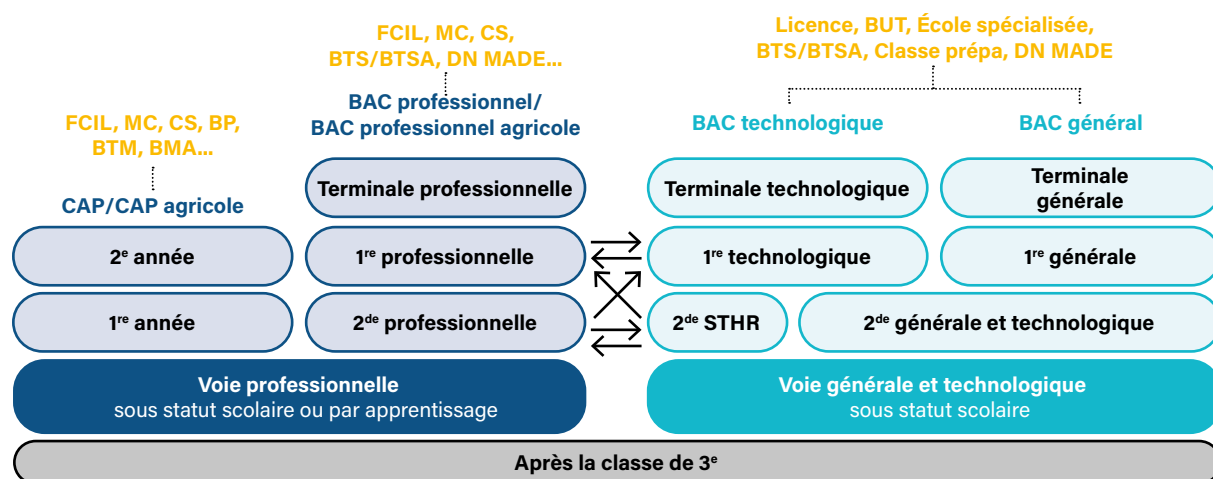 FCIL, MC, CS, BP,
BTM, BMA...
CAP/CAP agricole
2e année
1re année
FCIL, MC, CS,
BTS/BTSA, DN MADE...
BAC professionnel/
BAC professionnel agricole
Terminale professionnelle
1re professionnelle
2de professionnelle
Voie professionnelle
sous statut scolaire ou par apprentissage
Licence, BUT, École spécialisée,
BTS/BTSA, Classe prépa, DN MADE
BAC technologique
BAC général
Terminale technologique
Terminale
générale
1re technologique
1re générale
2de STHR
2de générale et technologique
Voie générale et technologique
sous statut scolaire
Après la classe de 3e